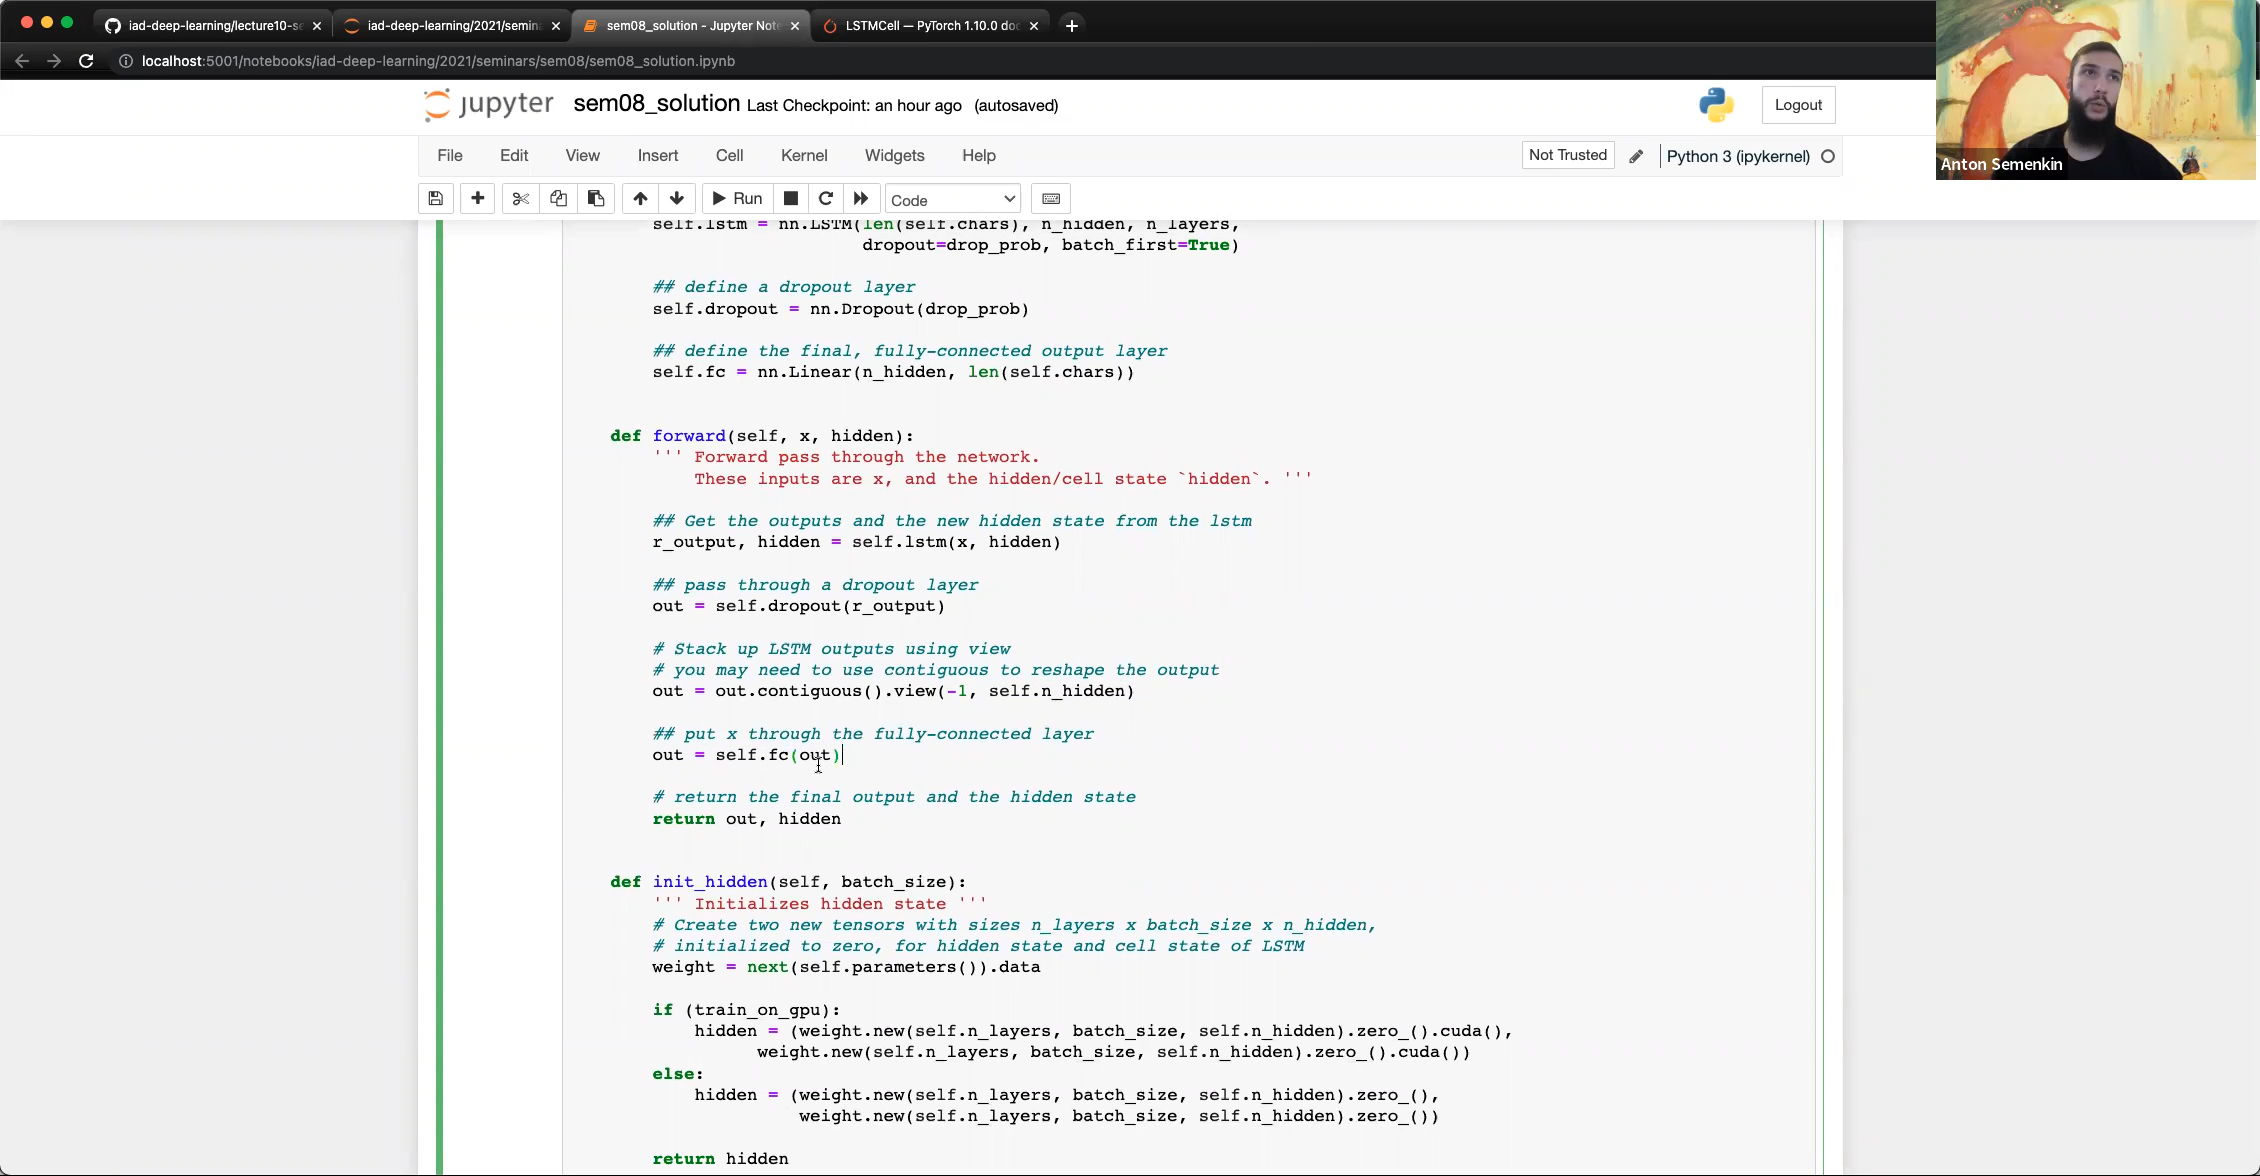 iad-deep-learning/lecture10-se
iad-deep-learning/2021/semin
sem08_solution - Jupyter Note
LSTMCell — PyTorch 1.10.0 doc
localhost:5001/notebooks/iad-deep-learning/2021/seminars/sem08/sem08_solution.ipynb
jupyter sem08_solution Last Checkpoint: an hour ago (autosaved)
Logout
Anton Semenkin
File Edit View Insert Cell Kernel Widgets Help
Not Trusted
Python 3 (ipykernel)
Run
Code
self.lstm = nn.LSTM(len(self.chars), n_hidden, n_layers,
dropout=drop_prob, batch_first=True)
## define a dropout layer
self.dropout = nn.Dropout(drop_prob)
## define the final, fully-connected output layer
self.fc = nn.Linear(n_hidden, len(self.chars))
def forward(self, x, hidden):
''' Forward pass through the network.
These inputs are x, and the hidden/cell state `hidden`. '''
## Get the outputs and the new hidden state from the lstm
r_output, hidden = self.lstm(x, hidden)
## pass through a dropout layer
out = self.dropout(r_output)
# Stack up LSTM outputs using view
# you may need to use contiguous to reshape the output
out = out.contiguous().view(-1, self.n_hidden)
## put x through the fully-connected layer
out = self.fc(out)
# return the final output and the hidden state
return out, hidden
def init_hidden(self, batch_size):
''' Initializes hidden state '''
# Create two new tensors with sizes n_layers x batch_size x n_hidden,
# initialized to zero, for hidden state and cell state of LSTM
weight = next(self.parameters()).data
if (train_on_gpu):
hidden = (weight.new(self.n_layers, batch_size, self.n_hidden).zero_().cuda(),
weight.new(self.n_layers, batch_size, self.n_hidden).zero_().cuda())
else:
hidden = (weight.new(self.n_layers, batch_size, self.n_hidden).zero_(),
weight.new(self.n_layers, batch_size, self.n_hidden).zero_())
return hidden